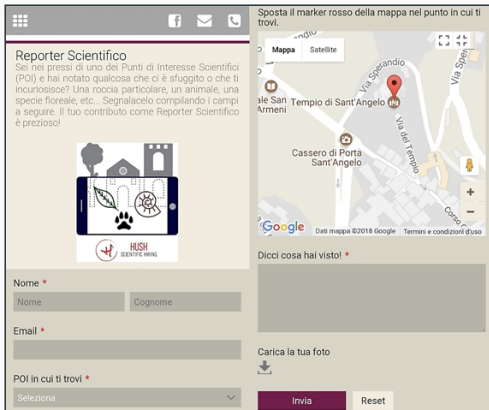 Reporter Scientifico
Sei nei pressi di uno dei Punti di Interesse Scientifici
(POI) e hai notato qualcosa che ci è sfuggito o che ti
incuriosisce? Una roccia particolare, un animale, una
specie floreale, etc... Segnalacelo compilando i campi
a seguire. Il tuo contributo come Reporter Scientifico
è prezioso!
HUSH
SCIENTIFIC HIKING
Nome *
Nome
Cognome
Email *
POI in cui ti trovi *
Seleziona
Sposta il marker rosso della mappa nel punto in cui ti
trovi.
Mappa
Satellite
Via Sperandio
Via Sper
ale San
Armeni
Tempio di Sant'Angelo
Via del Tempio
Cassero di Porta
Sant'Angelo
Corso G
Google
Dati mappa ©2018 Google
Termini e condizioni d'uso
Dicci cosa hai visto! *
Carica la tua foto
Invia
Reset